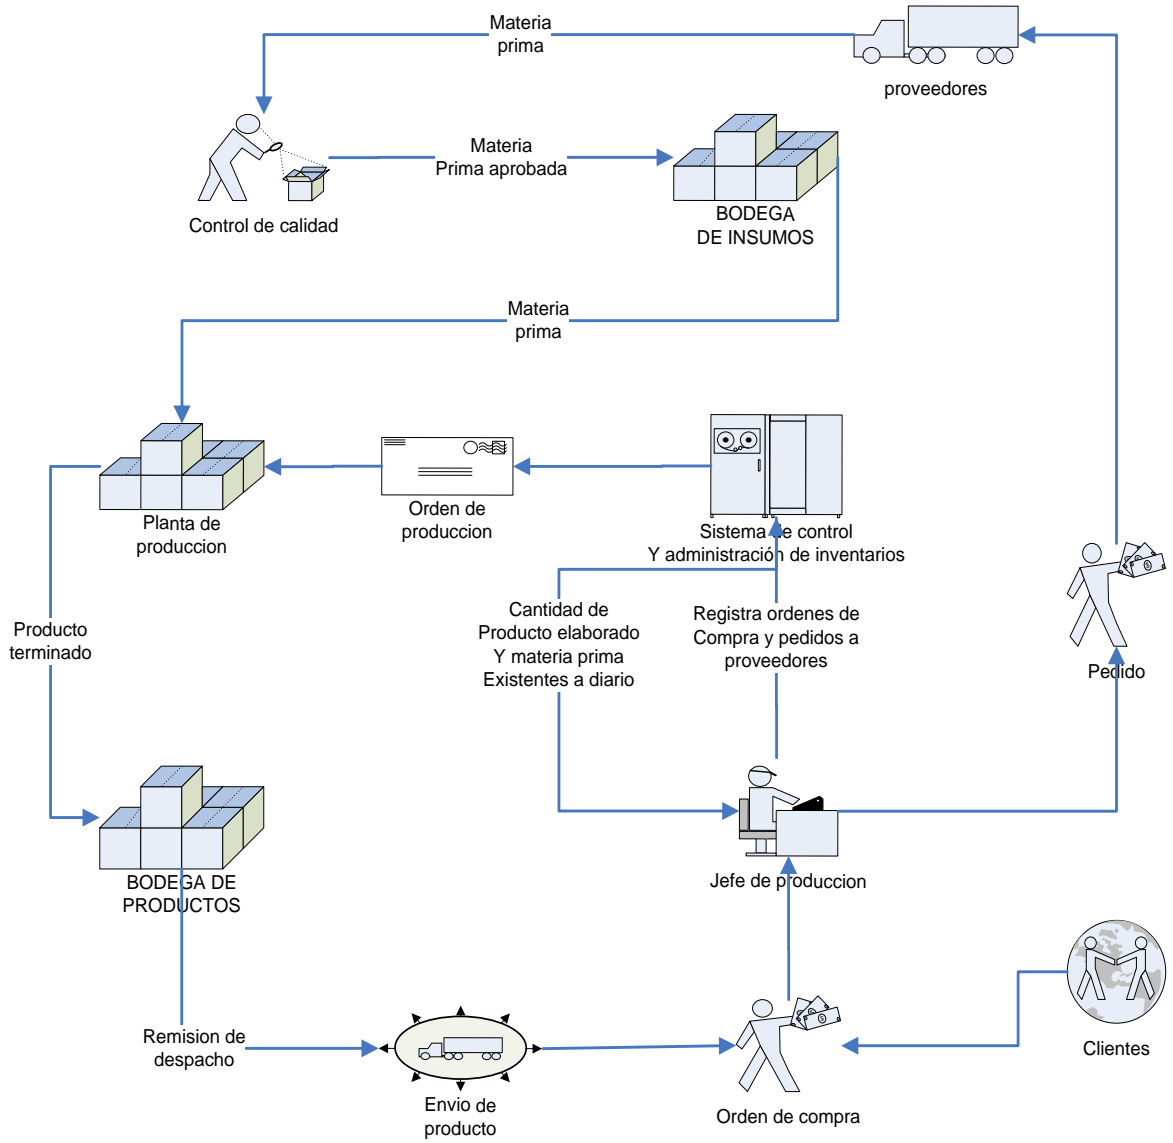 Materia
prima
proveedores
Materia
Prima aprobada
Control de calidad
BODEGA
DE INSUMOS
Materia
prima
Planta de
produccion
Orden de
produccion
Sistema de control
Y administración de inventarios
Producto
terminado
Cantidad de
Producto elaborado
Y materia prima
Existentes a diario
Registra ordenes de
Compra y pedidos a
proveedores
Pedido
BODEGA DE
PRODUCTOS
Jefe de produccion
Remision de
despacho
Envio de
producto
Orden de compra
Clientes